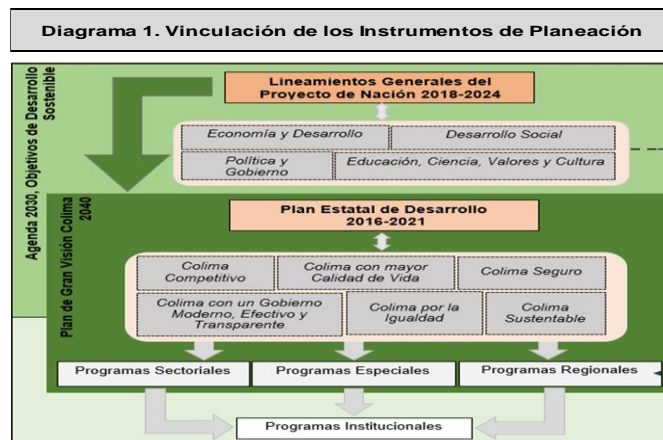 Diagrama 1. Vinculación de los Instrumentos de Planeación
Agenda 2030, Objetivos de Desarrollo
Sostenible
Lineamientos Generales del
Proyecto de Nación 2018-2024
Economía y Desarrollo
Desarrollo Social
Política y
Gobierno
Educación, Ciencia, Valores y Cultura
Plan de Gran Visión Colima
2040
Plan Estatal de Desarrollo
2016-2021
Colima
Competitivo
Colima con mayor
Calidad de Vida
Colima Seguro
Colima con un Gobierno
Moderno, Efectivo y
Transparente
Colima por la
Igualdad
Colima
Sustentable
Programas Sectoriales
Programas Especiales
Programas Regionales
Programas Institucionales